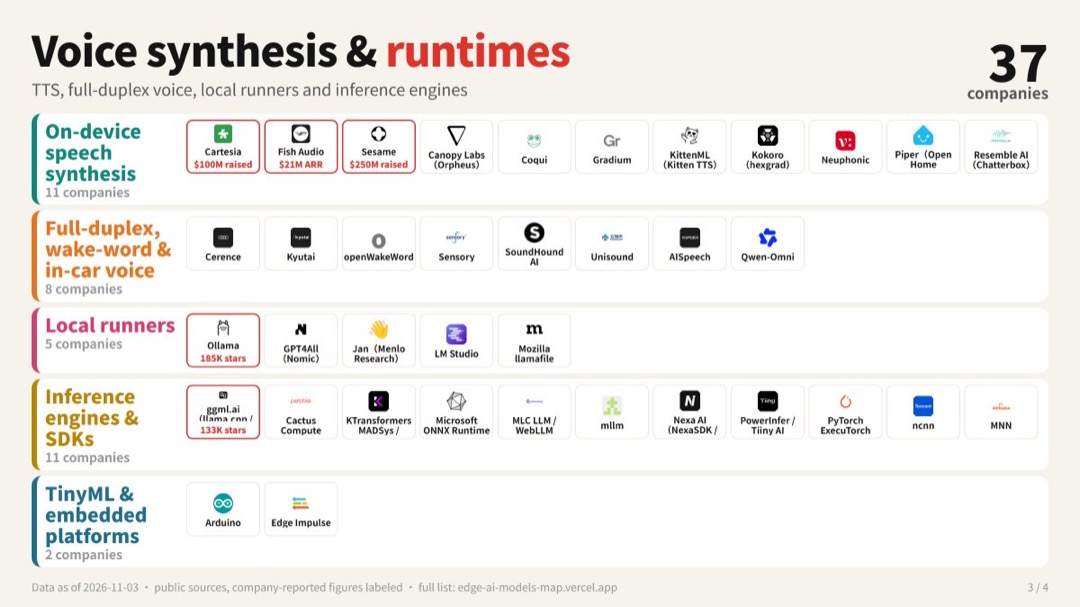 Voice synthesis & runtimes
TTS, full-duplex voice, local runners and inference engines
37
companies
On-device
speech
synthesis
11 companies
Cartesia
$100M raised
Fish Audio
$21M ARR
Sesame
$250M raised
Canopy Labs
(Orpheus)
Coqui
Gr
Gradium
KittenML
(Kitten TTS)
Kokoro
(hexgrad)
Neuphonic
Piper (Open
Home
Resemble AI
(Chatterbox)
Full-duplex,
wake-word &
in-car voice
8 companies
Cerence
kyutai
Kyutai
openWakeWord
sensory
Sensory
SoundHound
AI
Unisound
AISpeech
Qwen-Omni
Local runners
5 companies
Ollama
185K stars
GPT4All
(Nomic)
Jan (Menlo
Research)
LM Studio
m
Mozilla
llamafile
Inference
engines &
SDKs
11 companies
ggml.ai
(llama.cpp /
133K stars
Cactus
Compute
KTransformers
MADSys /
Microsoft
ONNX Runtime
MLC LLM /
WebLLM
mllm
N
Nexa AI
(NexaSDK /
Tiiny
PowerInfer /
Tiiny AI
PyTorch
ExecuTorch
ncnn
MNN
TinyML &
embedded
platforms
2 companies
Arduino
Edge Impulse
Data as of 2026-11-03 • public sources, company-reported figures labeled • full list: edge-ai-models-map.vercel.app
3 / 4